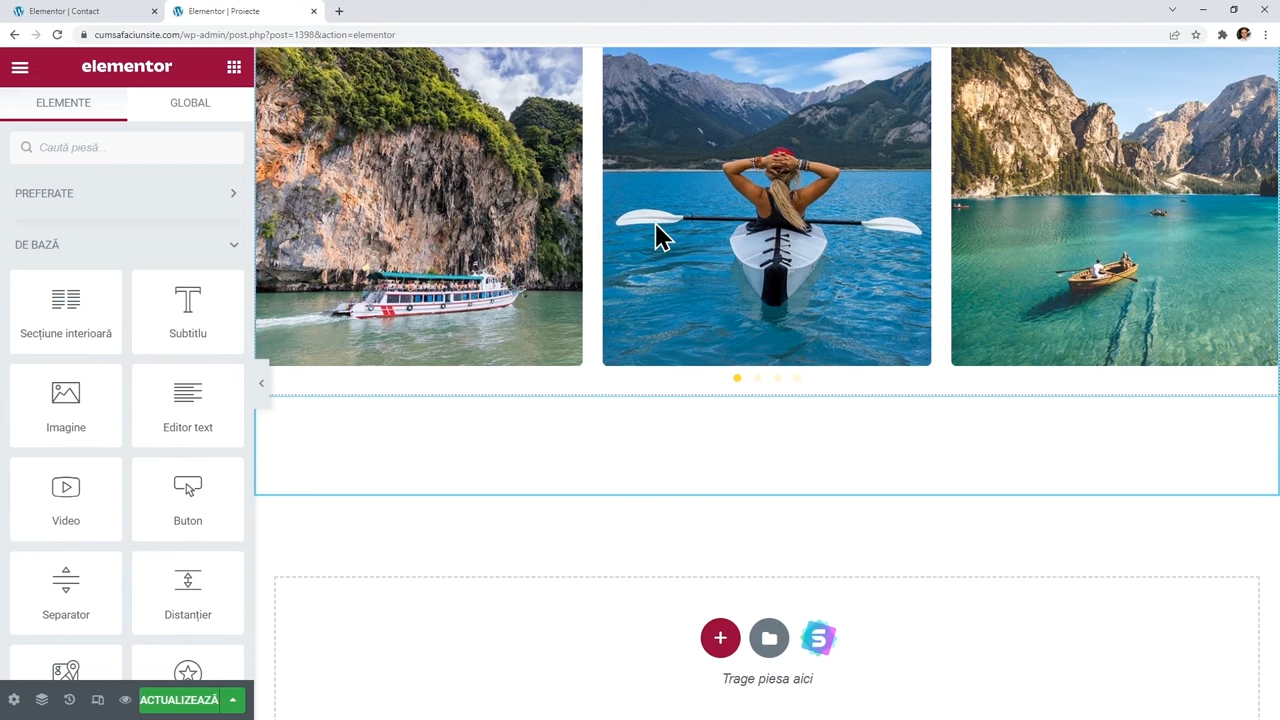 Elementor | Contact
Elementor | Proiecte
cumsafaciunsite.com/wp-admin/post.php?post=1398&action=elementor
elementor
ELEMENTE
GLOBAL
Caută piesă...
PREFERATE
DE BAZĂ
Secțiune interioară
Subtitlu
Imagine
Editor text
Video
Buton
Separator
Distanțier
ACTUALIZEAZĂ
S
Trage piesa aici